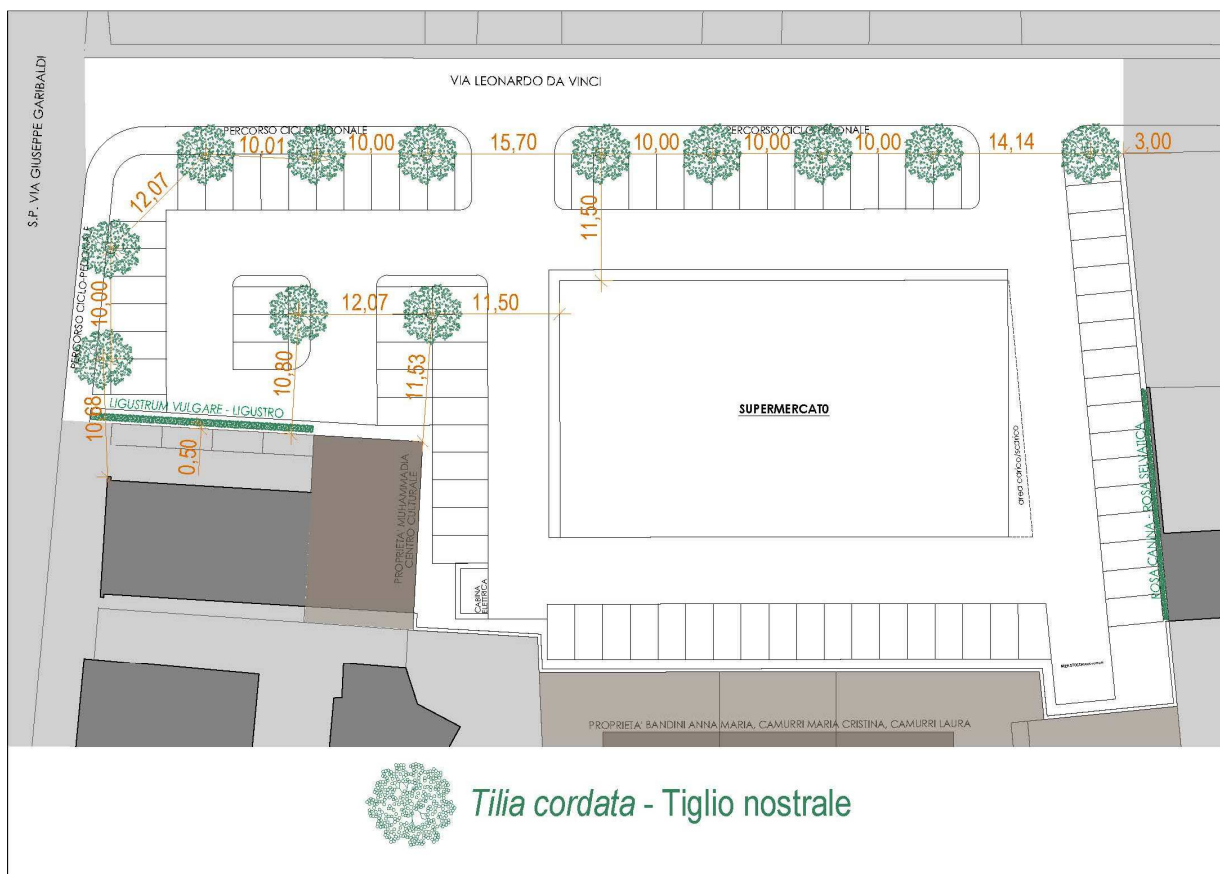 S.P. VIA GIUSEPPE GARIBALDI
VIA LEONARDO DA VINCI
PERCORSO CICLO-PEDONALE
PERCORSO CICLO-PEDONALE
10,01
10,00
15,70
10,00
10,00
10,00
14,14
3,00
12,07
11,50
PERCORSO CICLO-PEDONALE
10,00
12,07
11,50
10,80
11,53
10,68
LIGUSTRUM VULGARE - LIGUSTRO
0,50
SUPERMERCATO
area carico/scarico
ROSA CANINA - ROSA SELVATICA
PROPRIETA' MUHAMMADIA
CENTRO CULTURALE
CABINA
ELETTRICA
PROPRIETA' BANDINI ANNA MARIA, CAMURRI MARIA CRISTINA, CAMURRI LAURA
Tilia cordata - Tiglio nostrale